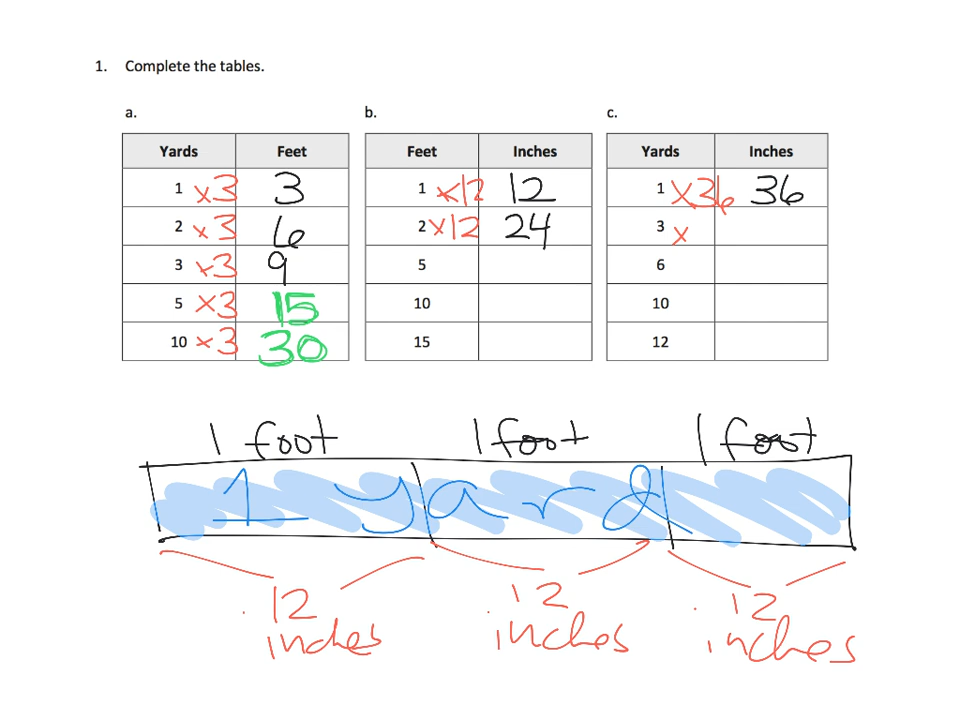 1. Complete the tables.
a. b. c.
Yards Feet Feet Inches Yards Inches
1 x3 3 1 x12 12 1 x36 36
2 x3 6 2 x12 24 3 x
3 x3 9 5 6
5 x3 15 10 10
10 x3 30 15 12
1 foot 1 foot 1 foot
1 yard
12 12 12
inches inches inches